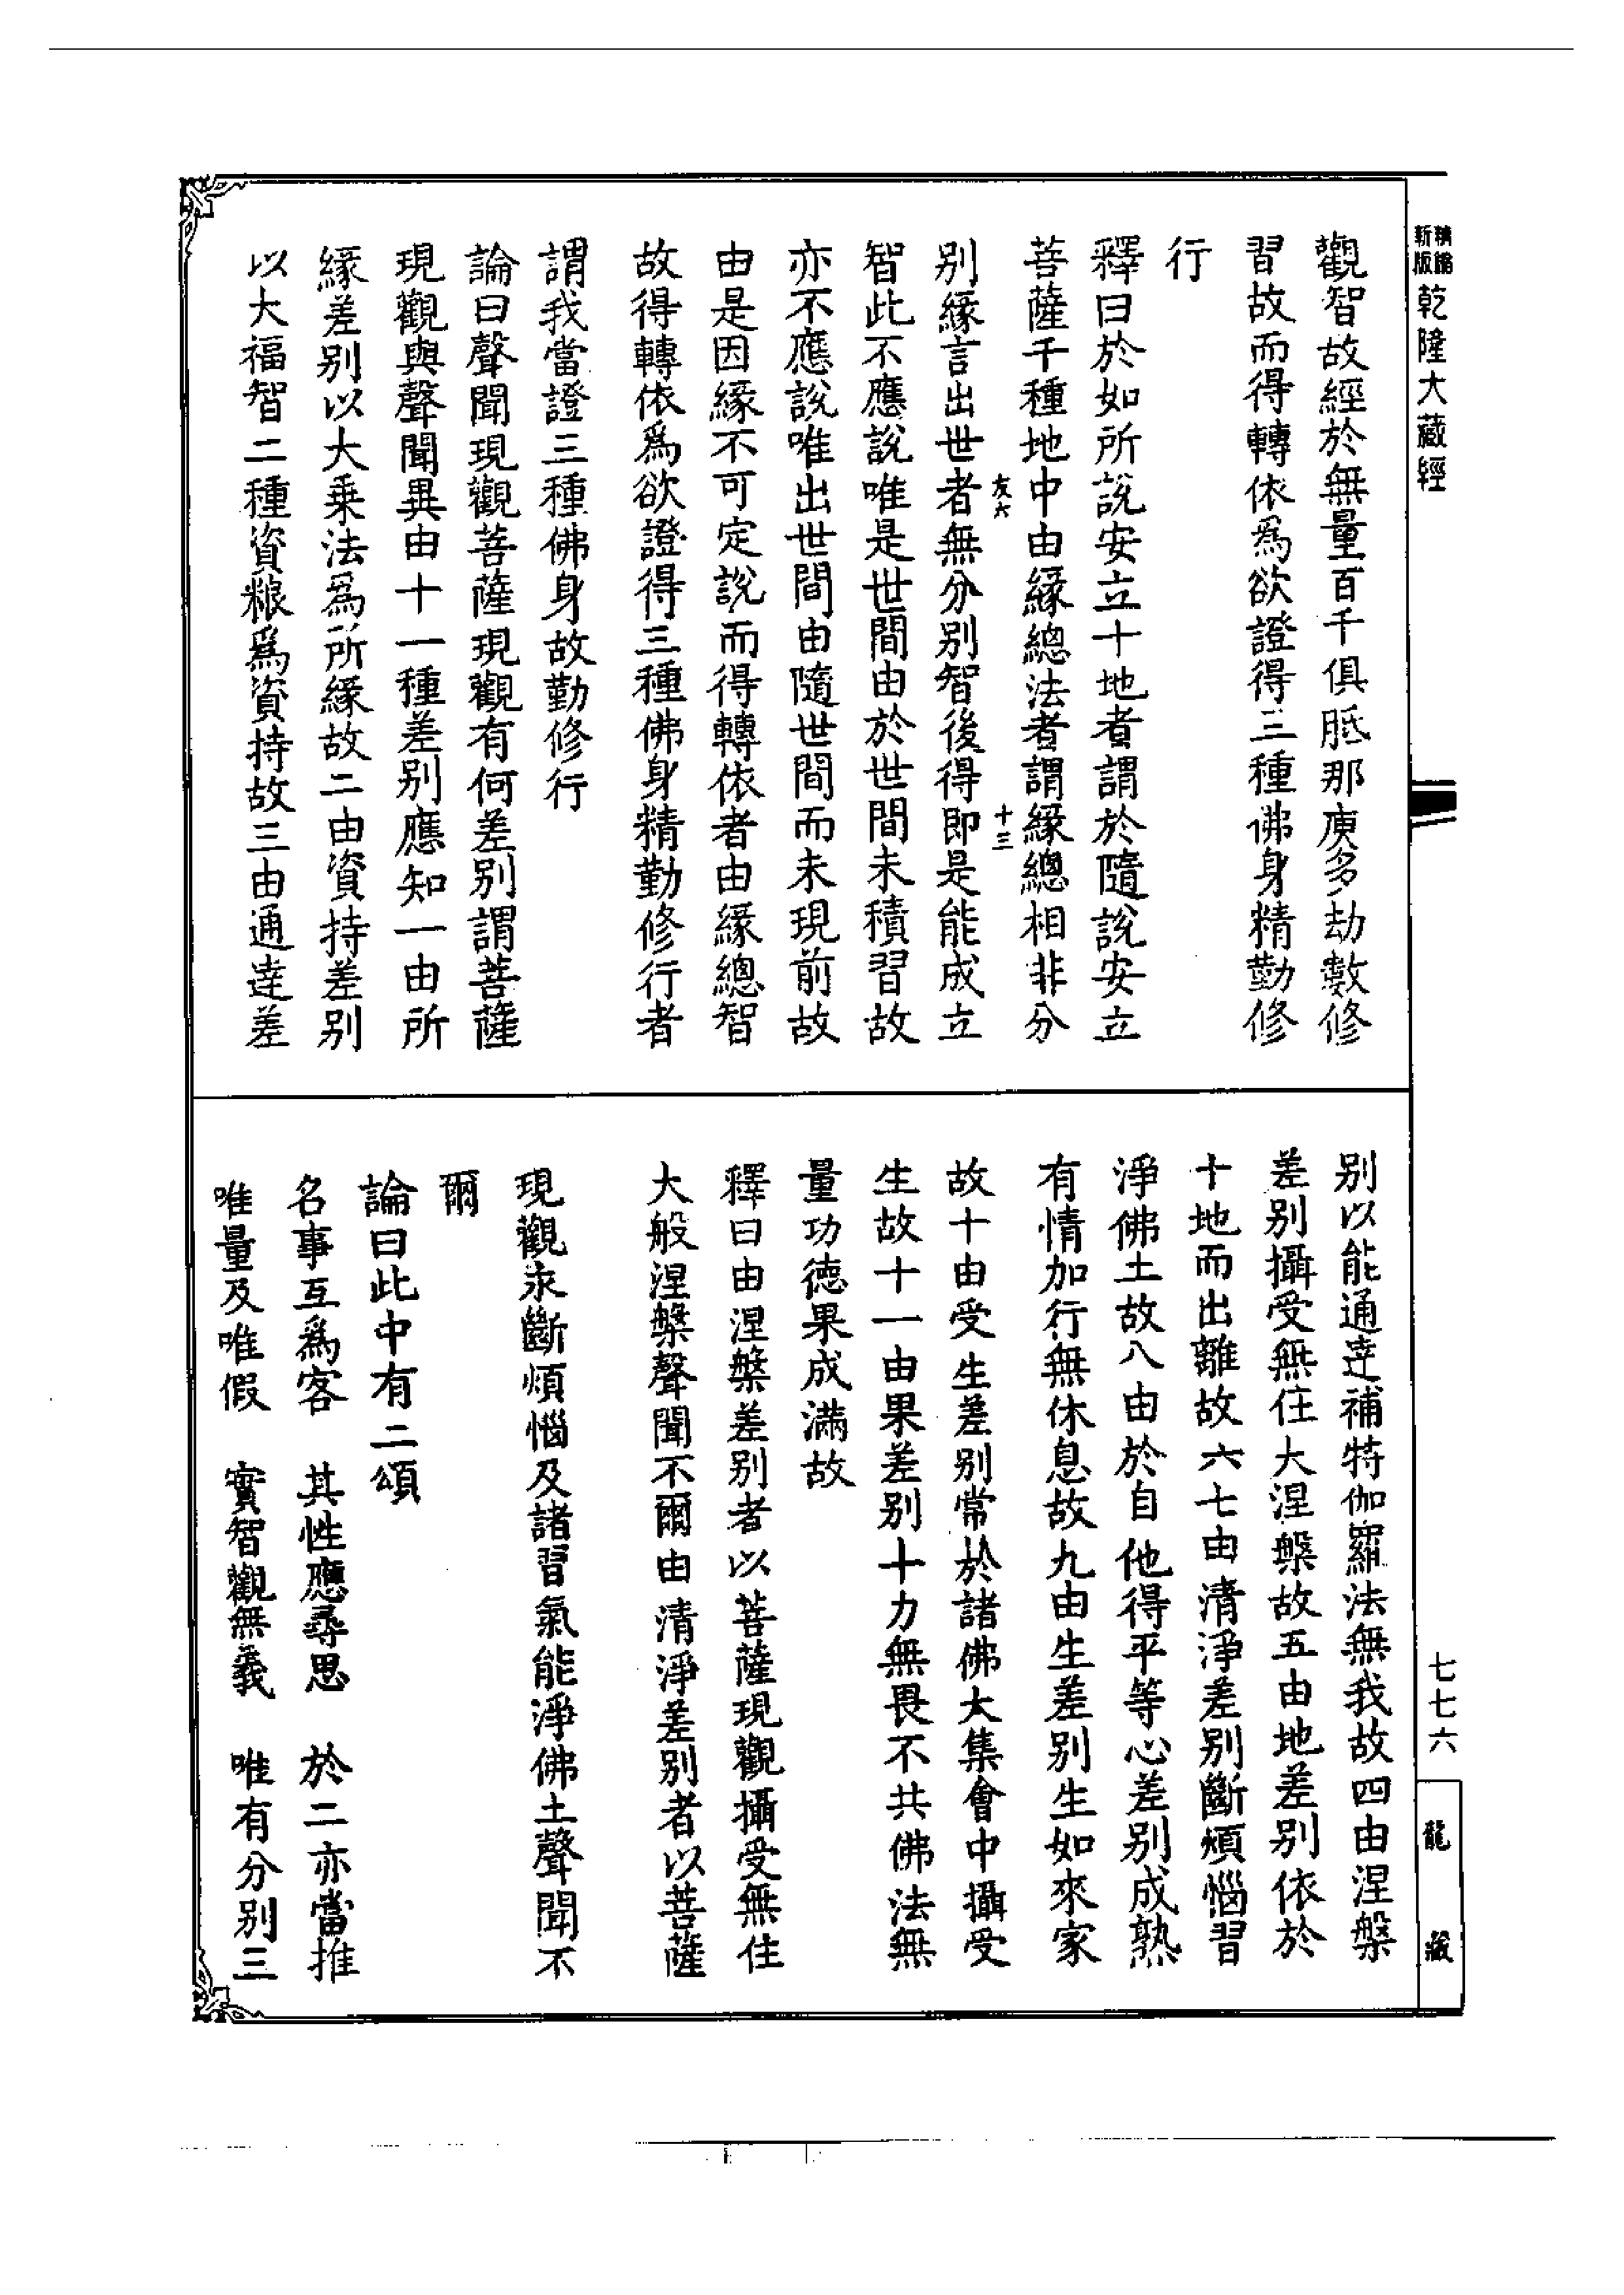 新版
精編
乾隆大藏經
觀智故經於無量百千俱胝那庾多劫數修
習故而得轉依爲欲證得三種佛身精勤修
行
釋曰於如所說安立十地者謂於隨說安立
菩薩千種地中由緣總法者謂緣總相非分
友六
十三
別緣言出世者無分別智後得即是能成立
智此不應說唯是世間由於世間未積習故
亦不應說唯出世間由隨世間而未現前故
由是因緣不可定說而得轉依者由緣總智
故得轉依爲欲證得三種佛身精勤修行者
謂我當證三種佛身故勤修行
論曰聲聞現觀菩薩現觀有何差別謂菩薩
現觀與聲聞異由十一種差別應知一由所
緣差別以大乗法爲所緣故二由資持差別
以大福智二種資粮爲資持故三由通達差
別以能通達補特伽羅法無我故四由涅槃
差別攝受無住大涅槃故五由地差別依於
十地而出離故六七由清淨差別斷煩惱習
淨佛土故八由於自他得平等心差別成熟
有情加行無休息故九由生差別生如來家
故十由受生差別常於諸佛大集會中攝受
生故十一由果差別十力無畏不共佛法無
量功德果成滿故
釋曰由涅槃差別者以菩薩現觀攝受無住
大般涅槃聲聞不爾由清淨差別者以菩薩
現觀永斷煩惱及諸習氣能淨佛土聲聞不
爾
論曰此中有二頌
名事互爲客　其性應尋思　於二亦當推
唯量及唯假　實智觀無義　唯有分別三
七七六
龍藏